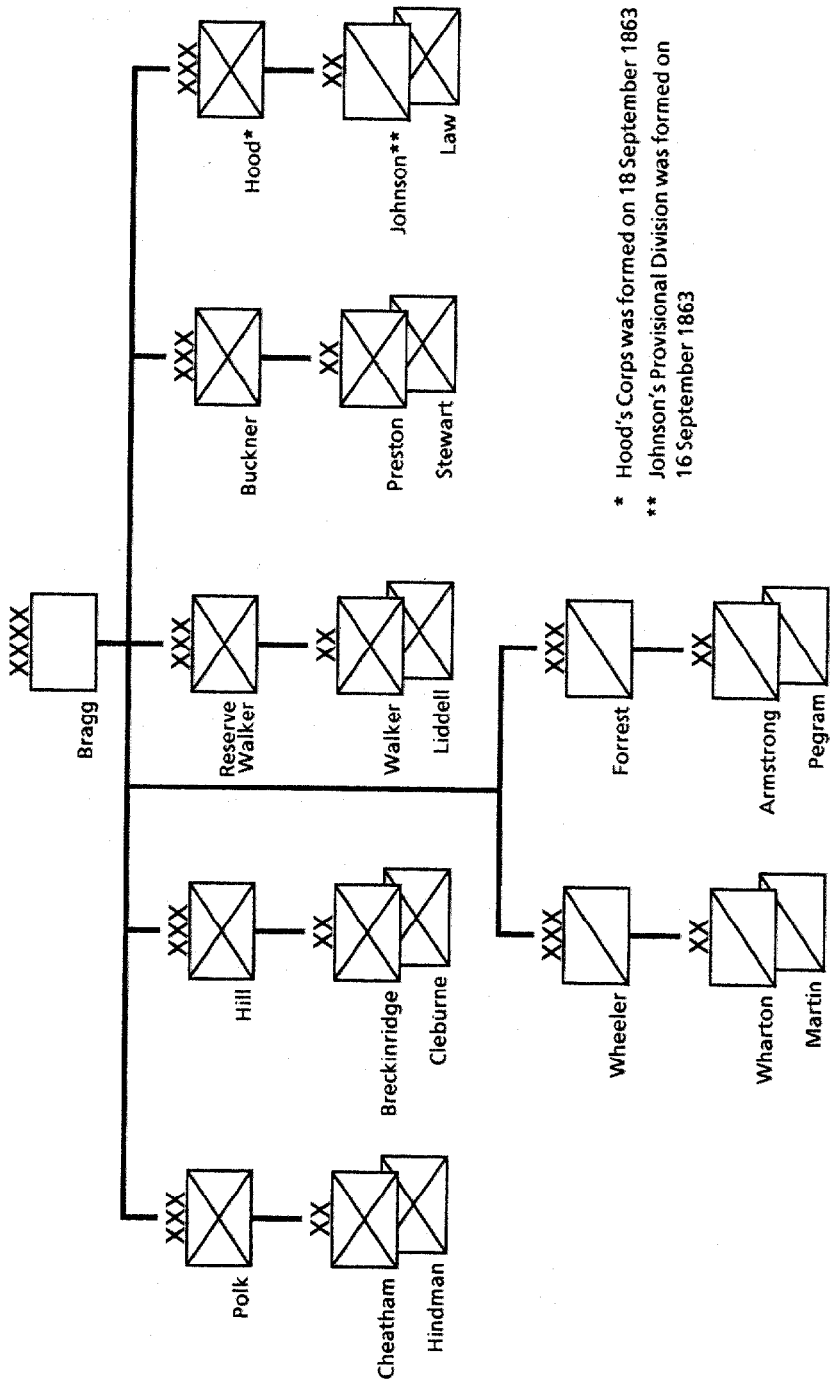 XXXX
Bragg
XXX
Polk
XXX
Hill
XXX
Reserve
Walker
XXX
Buckner
XXX
Hood*
XX
Cheatham
Hindman
XX
Breckinridge
Cleburne
XX
Walker
Liddell
XX
Preston
Stewart
XX
Johnson**
Law
XXX
Wheeler
XXX
Forrest
XX
Wharton
Martin
XX
Armstrong
Pegram
* Hood's Corps was formed on 18 September 1863
** Johnson's Provisional Division was formed on
16 September 1863